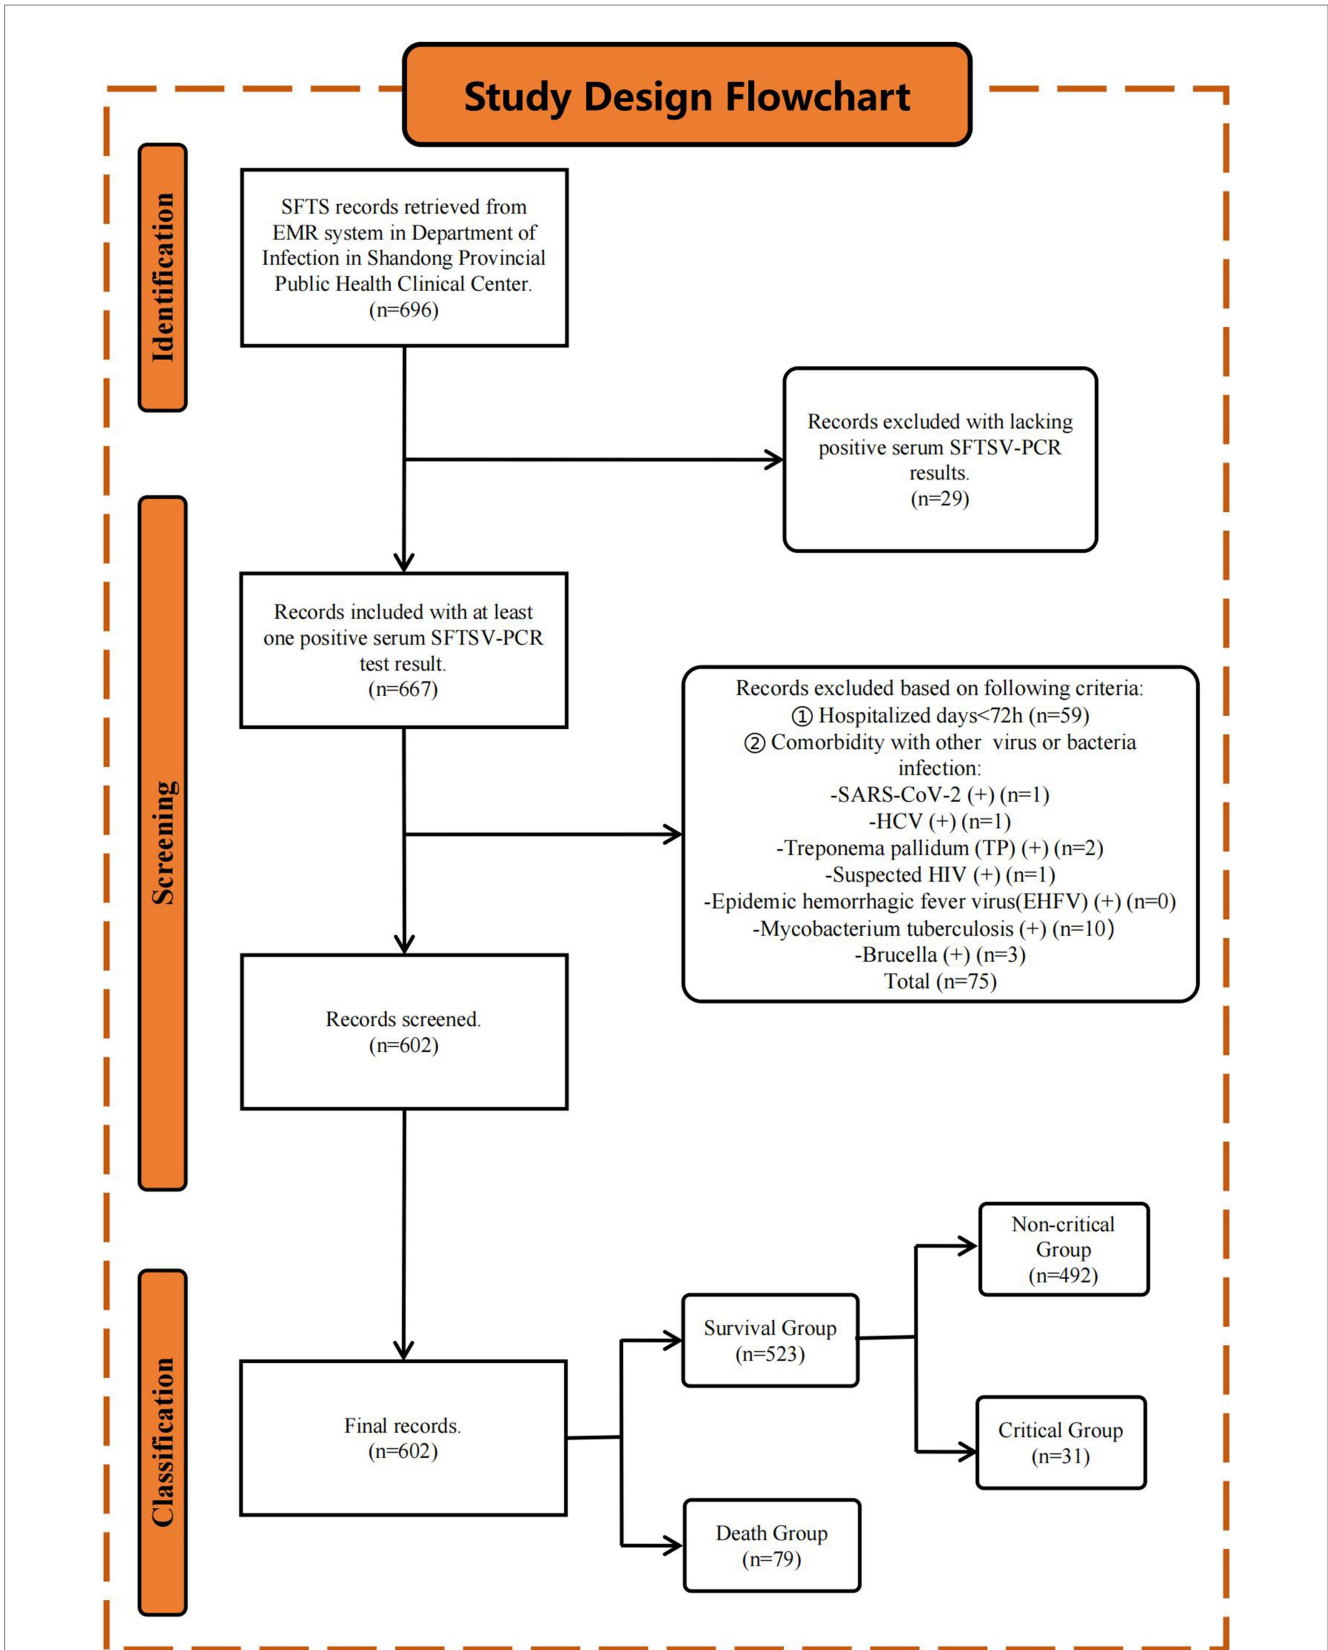 Study Design Flowchart
Identification
SFTS records retrieved from
EMR system in Department of
Infection in Shandong Provincial
Public Health Clinical Center.
(n=696)
Records excluded with lacking
positive serum SFTSV-PCR
results.
(n=29)
Screening
Records included with at least
one positive serum SFTSV-PCR
test result.
(n=667)
Records excluded based on following criteria:
① Hospitalized days<72h (n=59)
② Comorbidity with other virus or bacteria
infection:
-SARS-CoV-2 (+) (n=1)
-HCV (+) (n=1)
-Treponema pallidum (TP) (+) (n=2)
-Suspected HIV (+) (n=1)
-Epidemic hemorrhagic fever virus(EHFV) (+) (n=0)
-Mycobacterium tuberculosis (+) (n=10)
-Brucella (+) (n=3)
Total (n=75)
Records screened.
(n=602)
Classification
Final records.
(n=602)
Survival Group
(n=523)
Death Group
(n=79)
Non-critical
Group
(n=492)
Critical Group
(n=31)